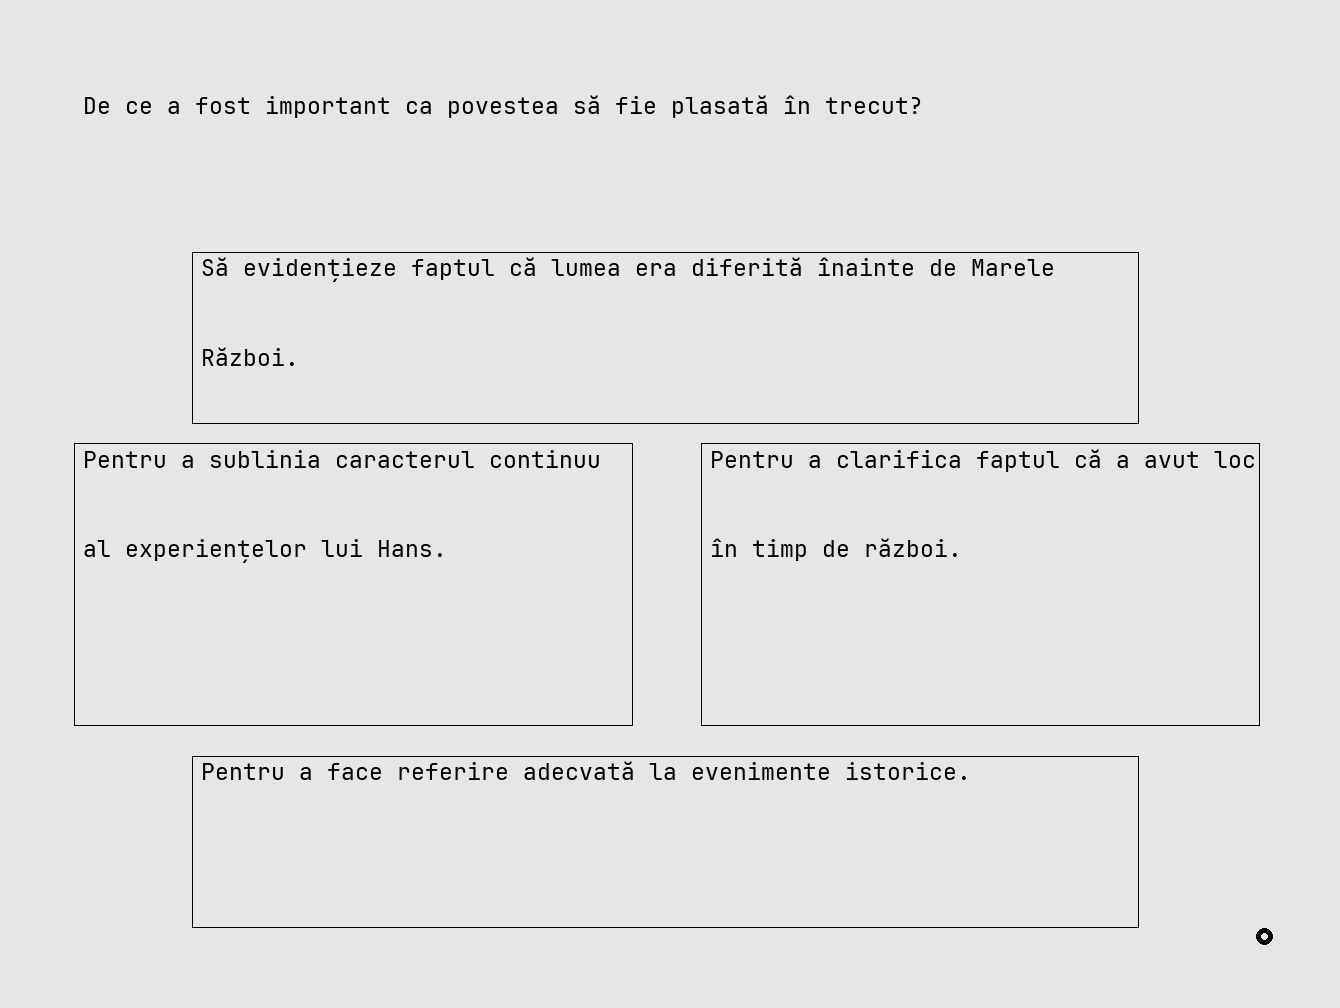 De ce a fost important ca povestea să fie plasată în trecut?
Să evidențieze faptul că lumea era diferită înainte de Marele
Război.
Pentru a sublinia caracterul continuu
al experiențelor lui Hans.
Pentru a clarifica faptul că a avut loc
în timp de război.
Pentru a face referire adecvată la evenimente istorice.